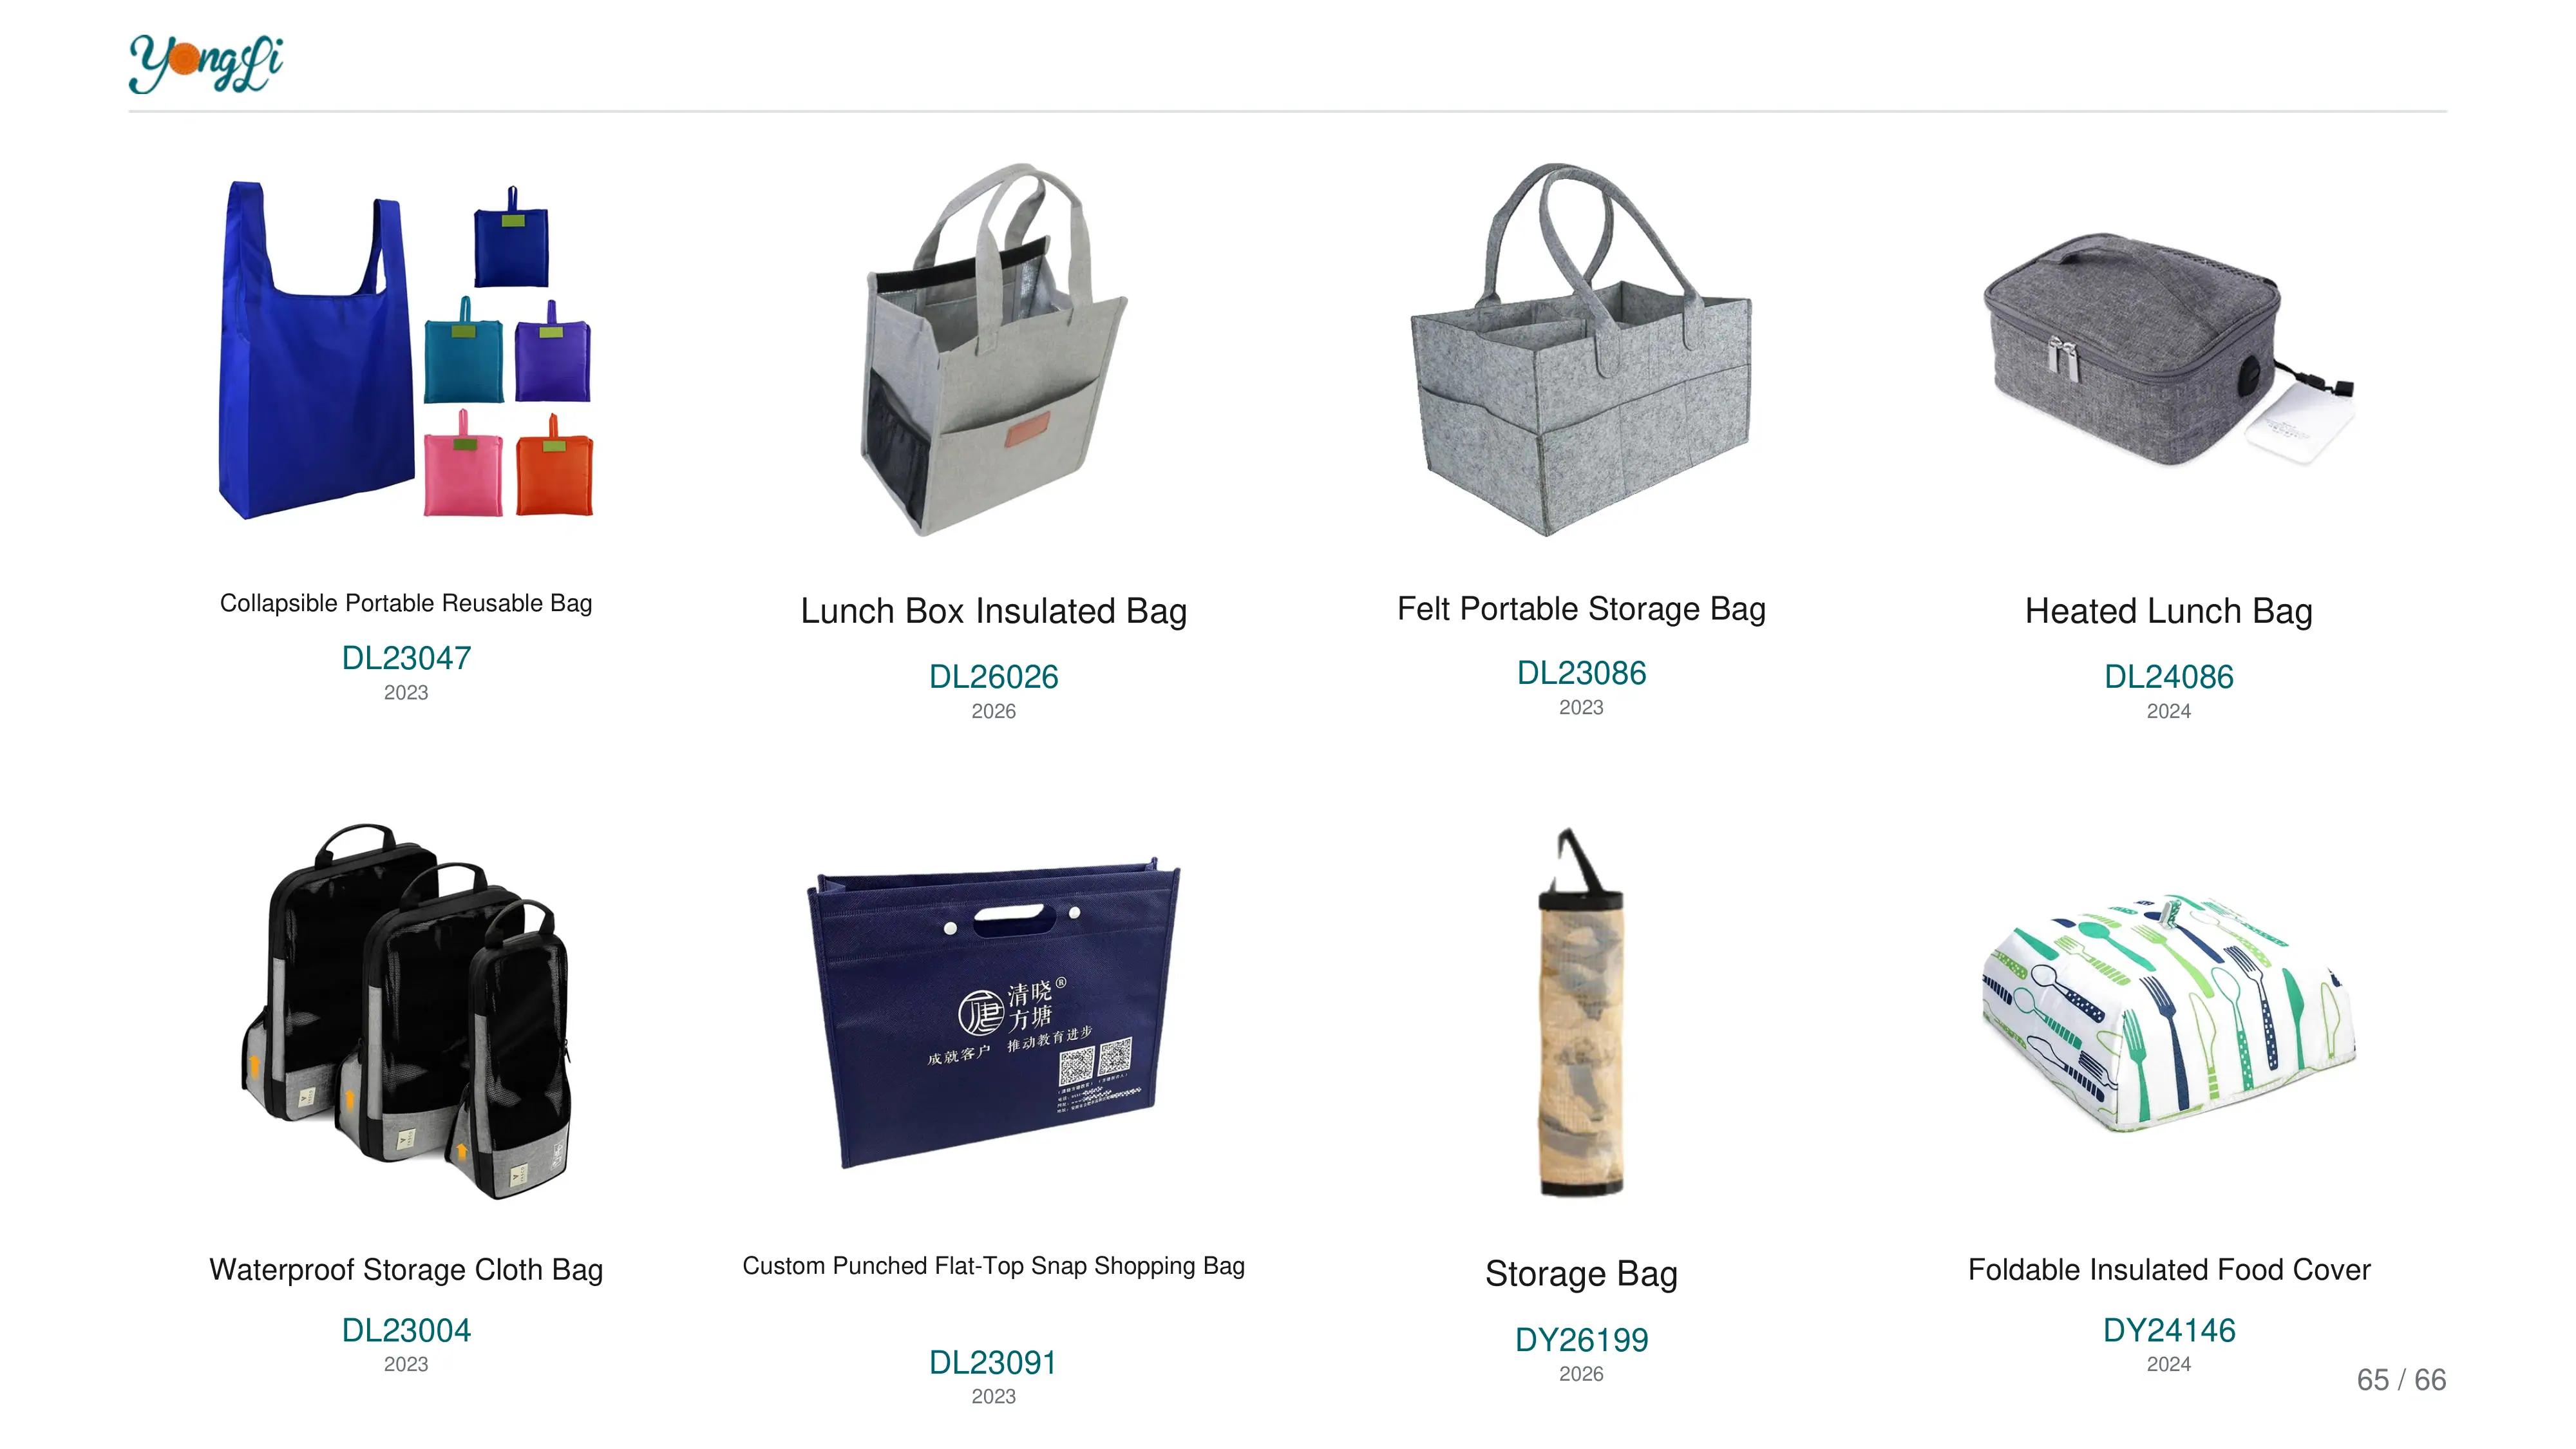 YongLi
Collapsible Portable Reusable Bag
DL23047
2023
Lunch Box Insulated Bag
DL26026
2026
Felt Portable Storage Bag
DL23086
2023
Heated Lunch Bag
DL24086
2024
清晓®
方塘
成就客户 推动教育进步
Waterproof Storage Cloth Bag
DL23004
2023
Custom Punched Flat-Top Snap Shopping Bag
DL23091
2023
Storage Bag
DY26199
2026
Foldable Insulated Food Cover
DY24146
2024
65 / 66